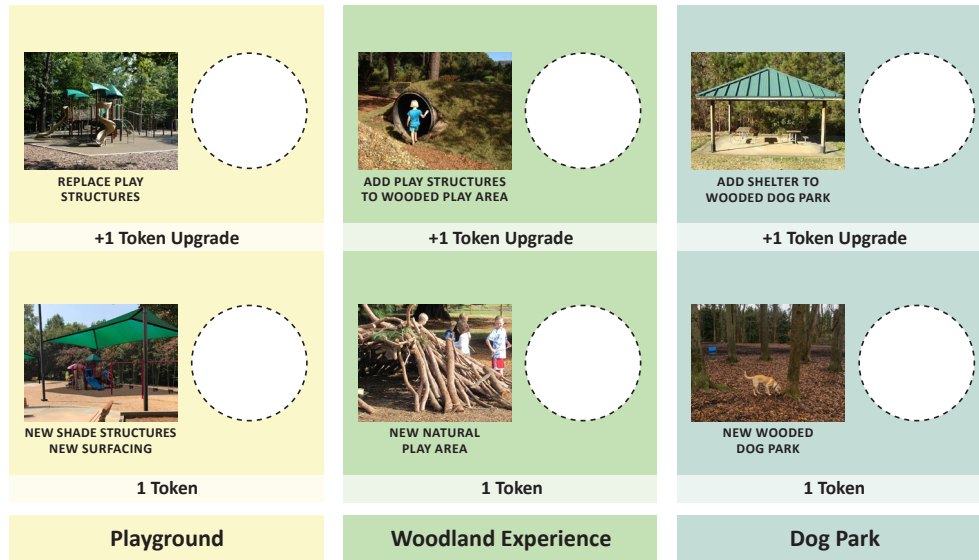 REPLACE PLAY
STRUCTURES
ADD PLAY STRUCTURES
TO WOODED PLAY AREA
ADD SHELTER TO
WOODED DOG PARK
+1 Token Upgrade
+1 Token Upgrade
+1 Token Upgrade
NEW SHADE STRUCTURES
NEW SURFACING
NEW NATURAL
PLAY AREA
NEW WOODED
DOG PARK
1 Token
1 Token
1 Token
Playground
Woodland Experience
Dog Park